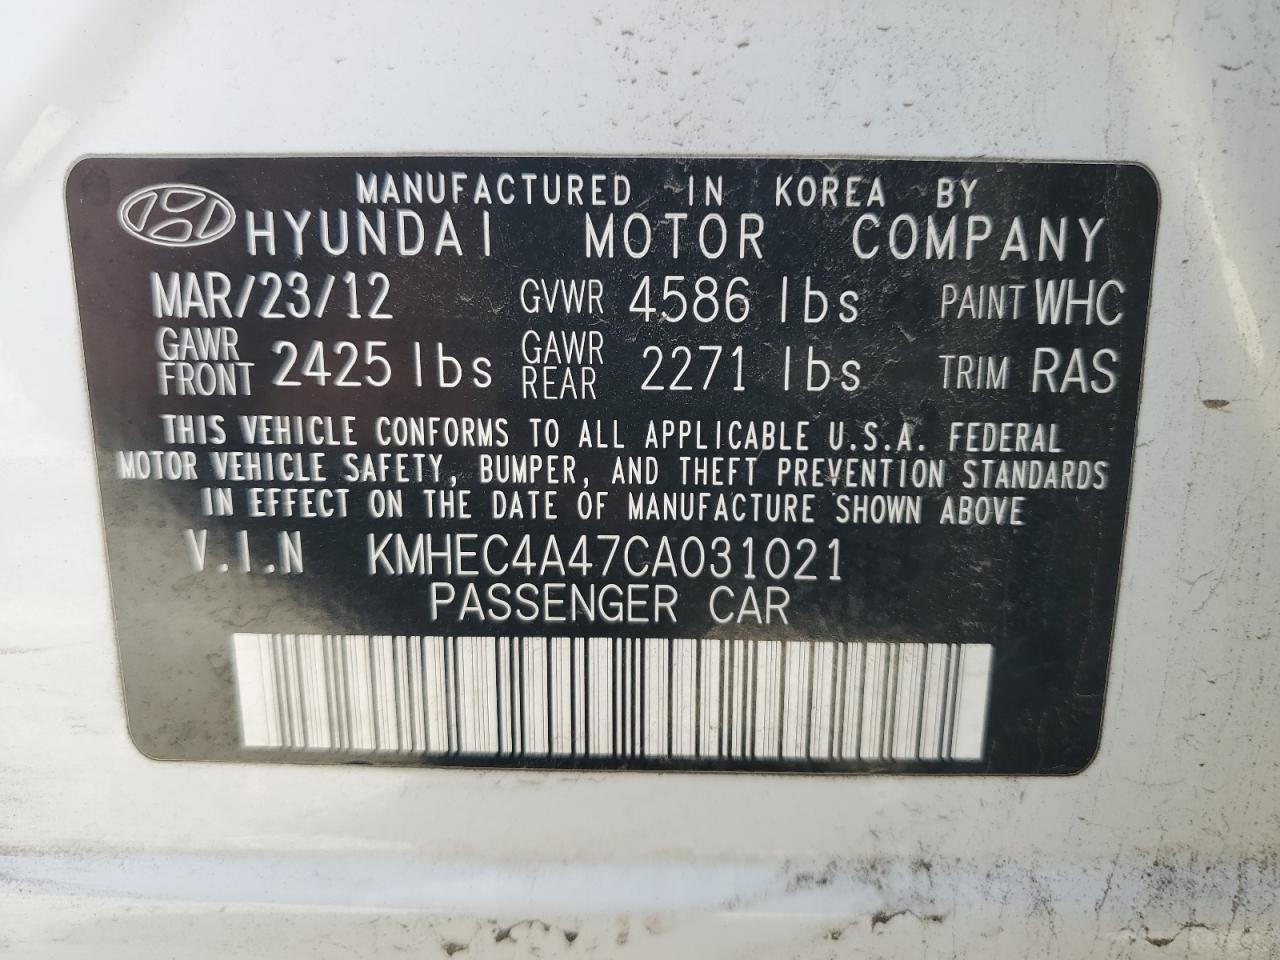 MANUFACTURED IN KOREA BY
HYUNDAI MOTOR COMPANY
MAR/23/12 GVWR 4586 lbs PAINT WHC
GAWR FRONT 2425 lbs GAWR REAR 2271 lbs TRIM RAS
THIS VEHICLE CONFORMS TO ALL APPLICABLE U.S.A. FEDERAL
MOTOR VEHICLE SAFETY, BUMPER, AND THEFT PREVENTION STANDARDS
IN EFFECT ON THE DATE OF MANUFACTURE SHOWN ABOVE
V.I.N KMHEC4A47CA031021
PASSENGER CAR